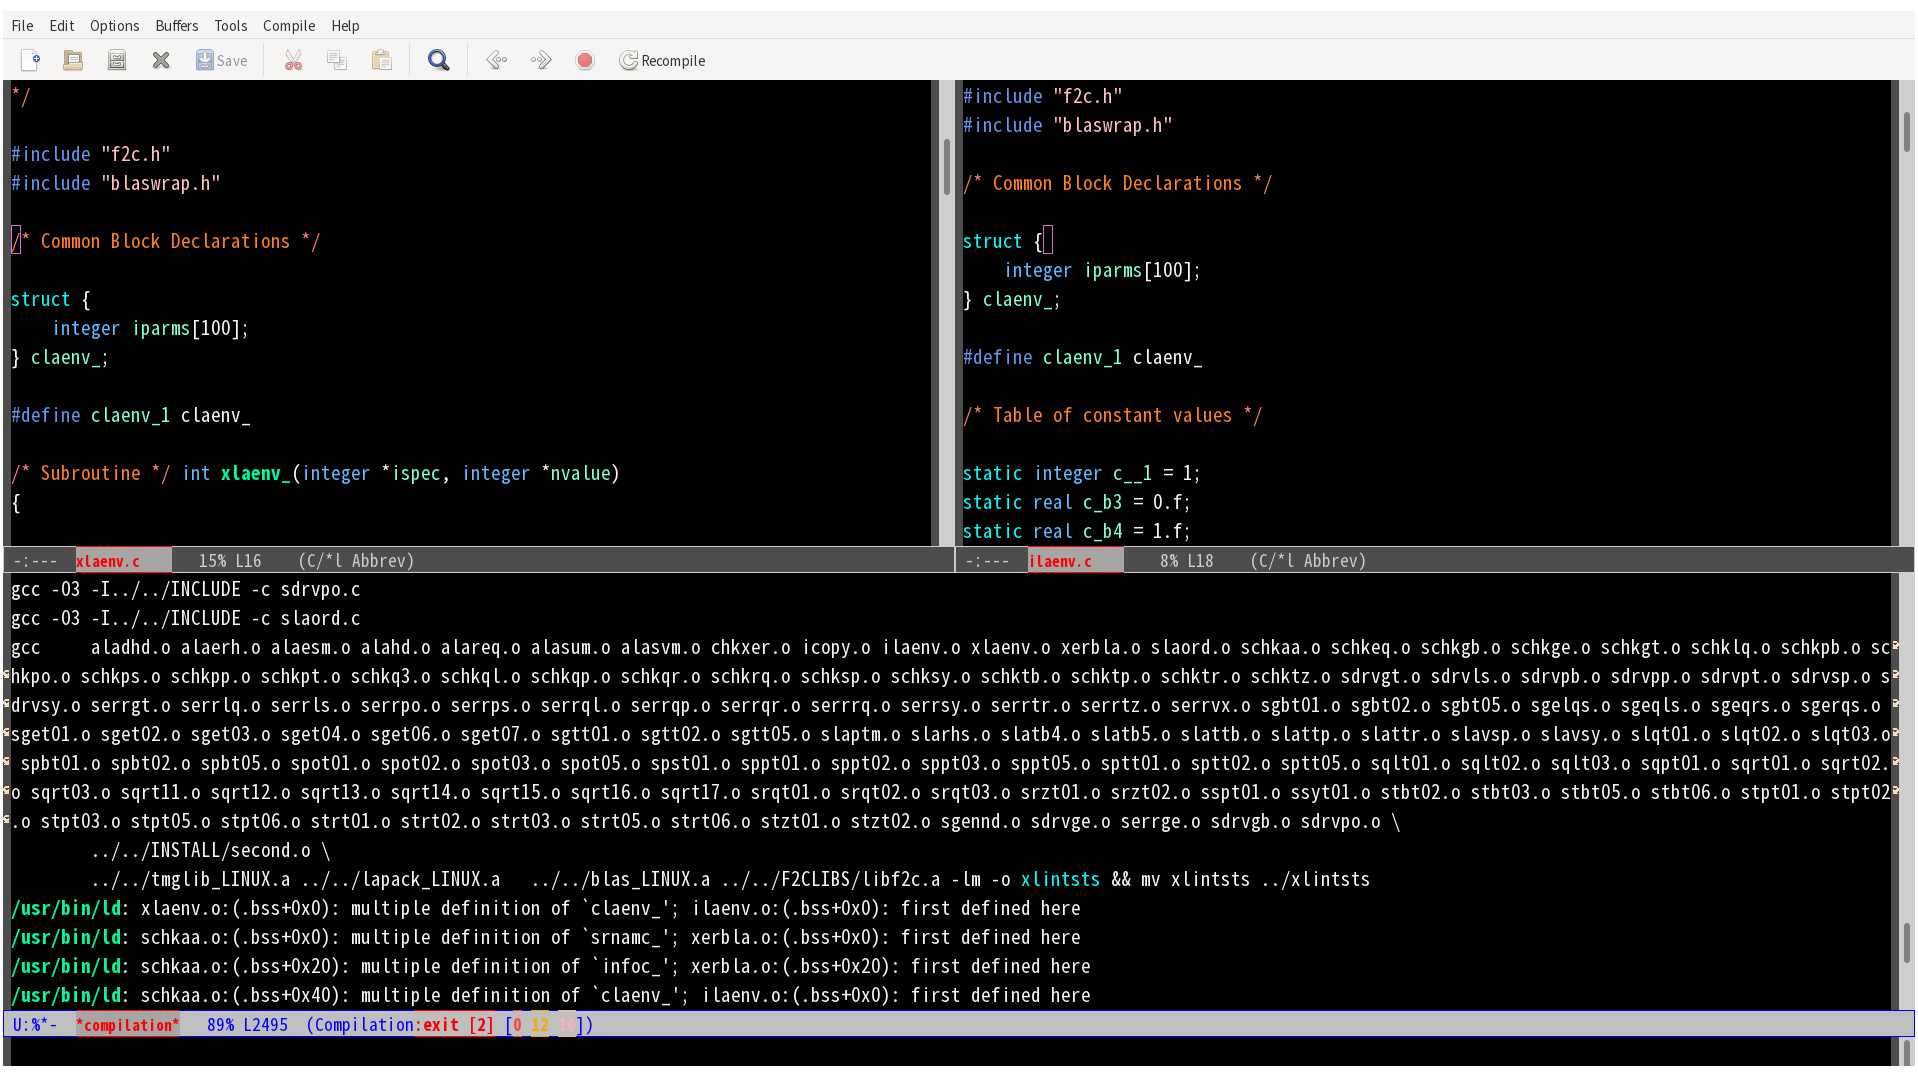 File Edit Options Buffers Tools Compile Help
Save Recompile
*/
#include "f2c.h"
#include "blaswrap.h"
/* Common Block Declarations */
struct {
    integer iparms[100];
} claenv_;
#define claenv_1 claenv_
/* Subroutine */ int xlaenv_(integer *ispec, integer *nvalue)
{
-:--- xlaenv.c 15% L16 (C/*l Abbrev)
#include "f2c.h"
#include "blaswrap.h"
/* Common Block Declarations */
struct {
    integer iparms[100];
} claenv_;
#define claenv_1 claenv_
/* Table of constant values */
static integer c__1 = 1;
static real c_b3 = 0.f;
static real c_b4 = 1.f;
-:--- ilaenv.c 8% L18 (C/*l Abbrev)
gcc -O3 -I../../INCLUDE -c sdrvpo.c
gcc -O3 -I../../INCLUDE -c slaord.c
gcc     aladhd.o alaerh.o alaesm.o alahd.o alareq.o alasum.o alasvm.o chkxer.o icopy.o ilaenv.o xlaenv.o xerbla.o slaord.o schkaa.o schkeq.o schkgb.o schkge.o schkgt.o schklq.o schkpb.o sc
hkpo.o schkps.o schkpp.o schkpt.o schkq3.o schkql.o schkqp.o schkqr.o schkrq.o schksp.o schksy.o schktb.o schktp.o schktr.o schktz.o sdrvgt.o sdrvls.o sdrvpb.o sdrvpp.o sdrvpt.o sdrvsp.o s
drvsy.o serrgt.o serrlq.o serrls.o serrpo.o serrps.o serrql.o serrqp.o serrqr.o serrrq.o serrsy.o serrtr.o serrtz.o serrvx.o sgbt01.o sgbt02.o sgbt05.o sgelqs.o sgeqls.o sgeqrs.o sgerqs.o
sget01.o sget02.o sget03.o sget04.o sget06.o sget07.o sgtt01.o sgtt02.o sgtt05.o slaptm.o slarhs.o slatb4.o slatb5.o slattb.o slattp.o slattr.o slavsp.o slavsy.o slqt01.o slqt02.o slqt03.o
 spbt01.o spbt02.o spbt05.o spot01.o spot02.o spot03.o spot05.o spst01.o sppt01.o sppt02.o sppt03.o sppt05.o sptt01.o sptt02.o sptt05.o sqlt01.o sqlt02.o sqlt03.o sqpt01.o sqrt01.o sqrt02.
o sqrt03.o sqrt11.o sqrt12.o sqrt13.o sqrt14.o sqrt15.o sqrt16.o sqrt17.o srqt01.o srqt02.o srqt03.o srzt01.o srzt02.o sspt01.o ssyt01.o stbt02.o stbt03.o stbt05.o stbt06.o stpt01.o stpt02
.o stpt03.o stpt05.o stpt06.o strt01.o strt02.o strt03.o strt05.o strt06.o stzt01.o stzt02.o sgennd.o sdrvge.o serrge.o sdrvgb.o sdrvpo.o \
        ../../INSTALL/second.o \
        ../../tmglib_LINUX.a ../../lapack_LINUX.a   ../../blas_LINUX.a ../../F2CLIBS/libf2c.a -lm -o xlintsts && mv xlintsts ../xlintsts
/usr/bin/ld: xlaenv.o:(.bss+0x0): multiple definition of `claenv_'; ilaenv.o:(.bss+0x0): first defined here
/usr/bin/ld: schkaa.o:(.bss+0x0): multiple definition of `srnamc_'; xerbla.o:(.bss+0x0): first defined here
/usr/bin/ld: schkaa.o:(.bss+0x20): multiple definition of `infoc_'; xerbla.o:(.bss+0x20): first defined here
/usr/bin/ld: schkaa.o:(.bss+0x40): multiple definition of `claenv_'; ilaenv.o:(.bss+0x0): first defined here
U:%*- *compilation* 89% L2495 (Compilation:exit [2] [0 12 10])